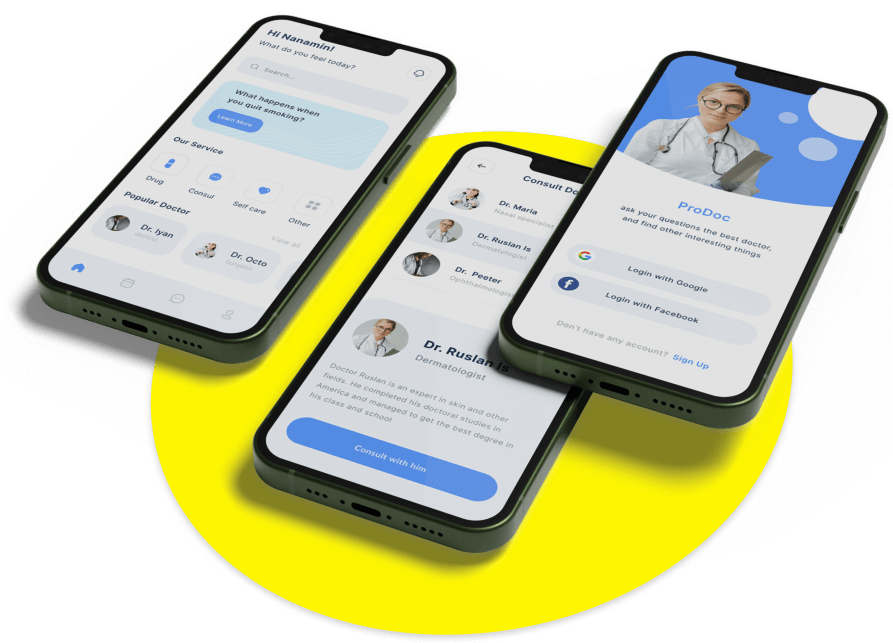 Hi Nanamin!
What do you feel today?
Search...
What happens when
you quit smoking?
Learn More
Our Service
Drug
Consul
Self care
Other
Popular Doctor
View all
Dr. Iyan
dentist
Dr. Octo
Surgeon
Consult Do
Dr. Maria
Nasal specialist
Dr. Ruslan Is
Dermatologist
Dr. Peeter
Ophthalmologis
Dr. Ruslan Is
Dermatologist
Doctor Ruslan is an expert in skin and other
fields. He completed his doctoral studies in
America and managed to get the best degree in
his class and school
Consult with him
ProDoc
ask your questions the best doctor,
and find other interesting things
Login with Google
Login with Facebook
Don't have any account? Sign Up